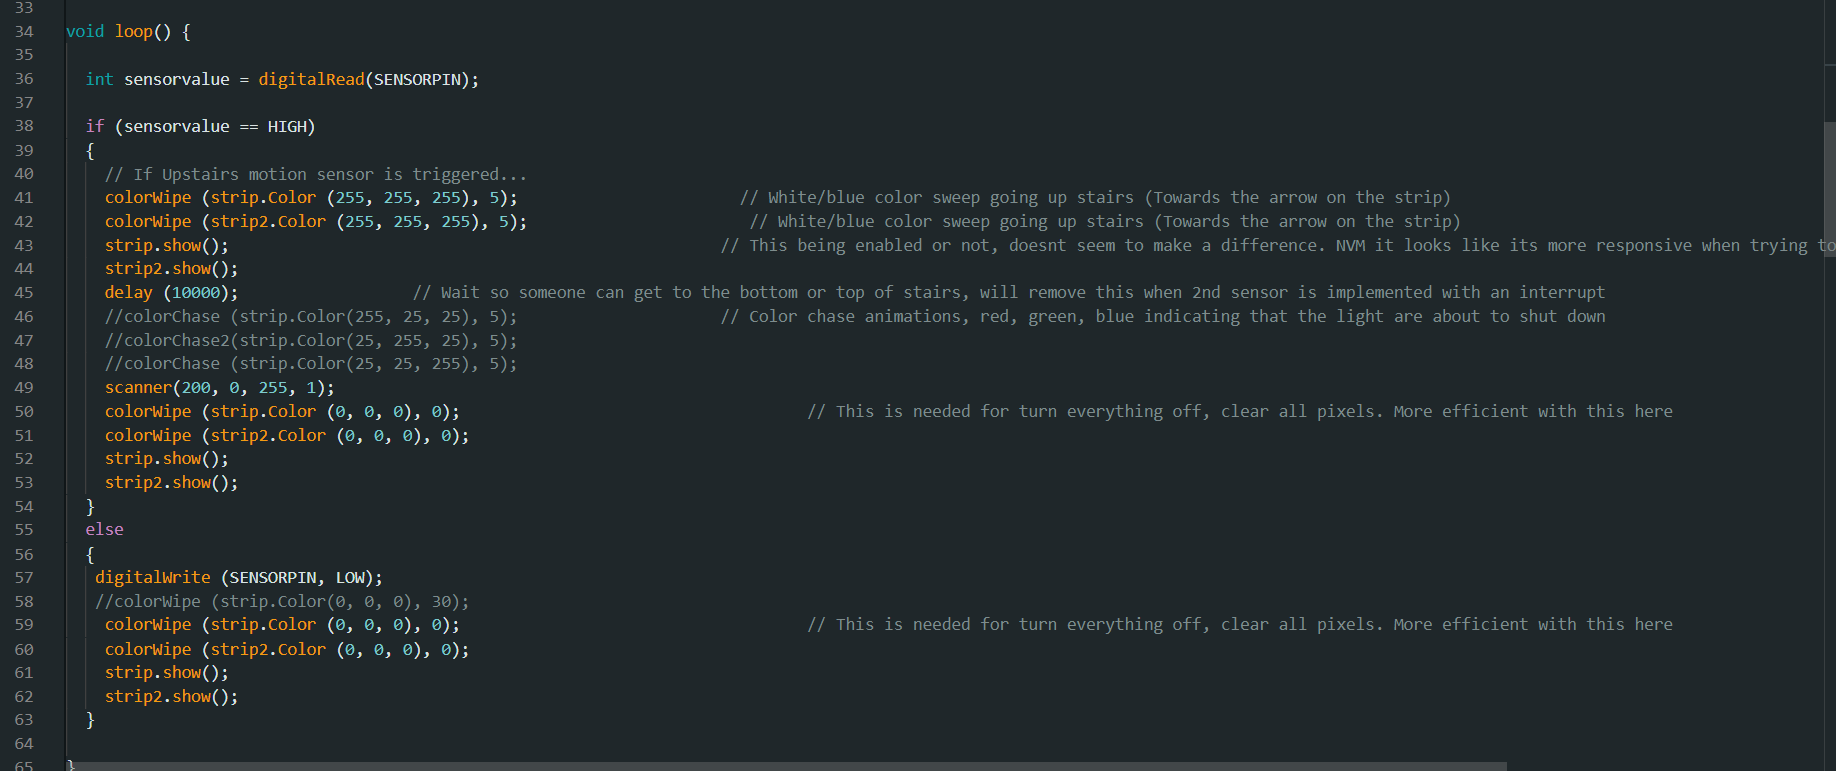 33
34 void loop() {
35
36 int sensorvalue = digitalRead(SENSORPIN);
37
38 if (sensorvalue == HIGH)
39 {
40 // If Upstairs motion sensor is triggered...
41 colorWipe (strip.Color (255, 255, 255), 5); // White/blue color sweep going up stairs (Towards the arrow on the strip)
42 colorWipe (strip2.Color (255, 255, 255), 5); // White/blue color sweep going up stairs (Towards the arrow on the strip)
43 strip.show(); // This being enabled or not, doesnt seem to make a difference. NVM it looks like its more responsive when trying to
44 strip2.show();
45 delay (10000); // Wait so someone can get to the bottom or top of stairs, will remove this when 2nd sensor is implemented with an interrupt
46 //colorChase (strip.Color(255, 25, 25), 5); // Color chase animations, red, green, blue indicating that the light are about to shut down
47 //colorChase2(strip.Color(25, 255, 25), 5);
48 //colorChase (strip.Color(25, 25, 255), 5);
49 scanner(200, 0, 255, 1);
50 colorWipe (strip.Color (0, 0, 0), 0); // This is needed for turn everything off, clear all pixels. More efficient with this here
51 colorWipe (strip2.Color (0, 0, 0), 0);
52 strip.show();
53 strip2.show();
54 }
55 else
56 {
57 digitalWrite (SENSORPIN, LOW);
58 //colorWipe (strip.Color(0, 0, 0), 30);
59 colorWipe (strip.Color (0, 0, 0), 0); // This is needed for turn everything off, clear all pixels. More efficient with this here
60 colorWipe (strip2.Color (0, 0, 0), 0);
61 strip.show();
62 strip2.show();
63 }
64
65 }